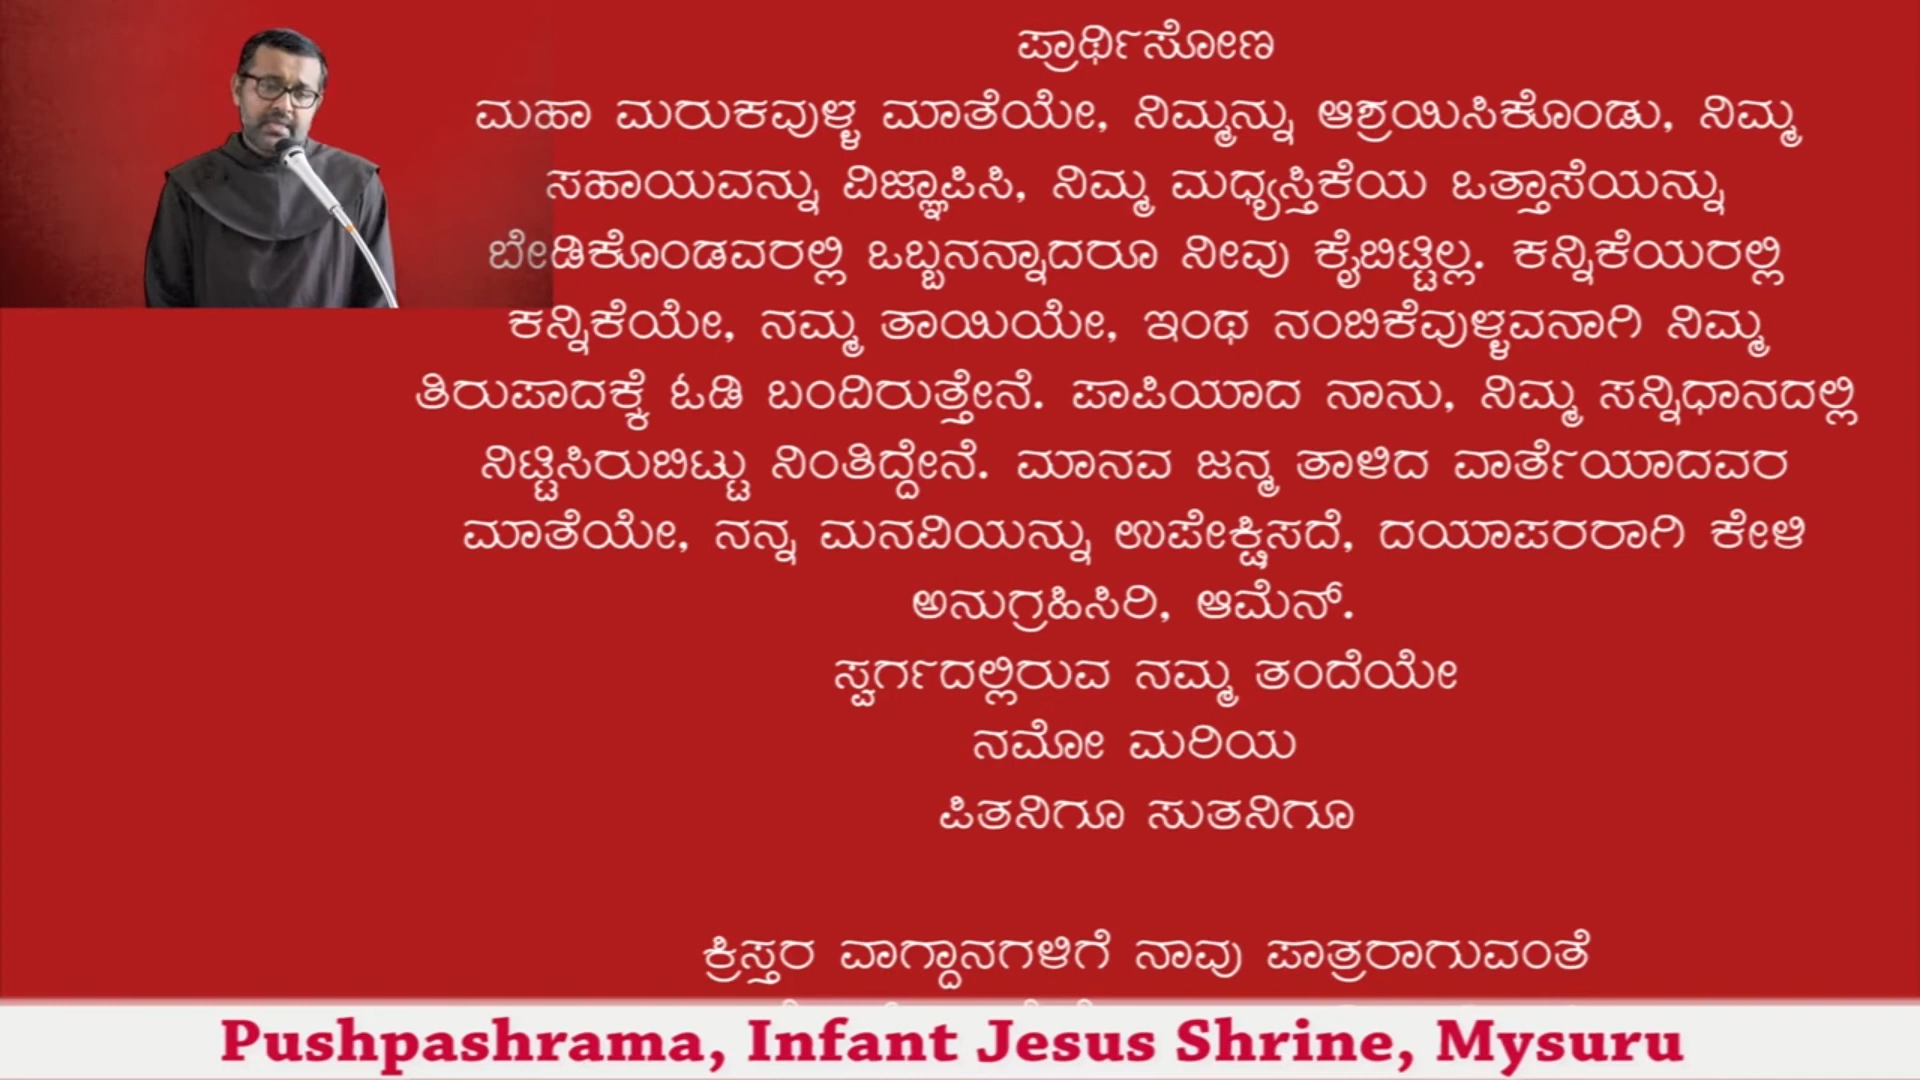 ಪ್ರಾರ್ಥಿಸೋಣ
ಮಹಾ ಮರುಕವುಳ್ಳ ಮಾತೆಯೇ, ನಿಮ್ಮನ್ನು ಆಶ್ರಯಿಸಿಕೊಂಡು, ನಿಮ್ಮ
ಸಹಾಯವನ್ನು ವಿಜ್ಞಾಪಿಸಿ, ನಿಮ್ಮ ಮಧ್ಯಸ್ತಿಕೆಯ ಒತ್ತಾಸೆಯನ್ನು
ಬೇಡಿಕೊಂಡವರಲ್ಲಿ ಒಬ್ಬನನ್ನಾದರೂ ನೀವು ಕೈಬಿಟ್ಟಿಲ್ಲ. ಕನ್ನಿಕೆಯರಲ್ಲಿ
ಕನ್ನಿಕೆಯೇ, ನಮ್ಮ ತಾಯಿಯೇ, ಇಂಥ ನಂಬಿಕೆವುಳ್ಳವನಾಗಿ ನಿಮ್ಮ
ತಿರುಪಾದಕ್ಕೆ ಓಡಿ ಬಂದಿರುತ್ತೇನೆ. ಪಾಪಿಯಾದ ನಾನು, ನಿಮ್ಮ ಸನ್ನಿಧಾನದಲ್ಲಿ
ನಿಟ್ಟಿಸಿರುಬಿಟ್ಟು ನಿಂತಿದ್ದೇನೆ. ಮಾನವ ಜನ್ಮ ತಾಳಿದ ವಾರ್ತೆಯಾದವರ
ಮಾತೆಯೇ, ನನ್ನ ಮನವಿಯನ್ನು ಉಪೇಕ್ಷಿಸದೆ, ದಯಾಪರರಾಗಿ ಕೇಳಿ
ಅನುಗ್ರಹಿಸಿರಿ, ಆಮೆನ್.
ಸ್ವರ್ಗದಲ್ಲಿರುವ ನಮ್ಮ ತಂದೆಯೇ
ನಮೋ ಮರಿಯ
ಪಿತನಿಗೂ ಸುತನಿಗೂ
ಕ್ರಿಸ್ತರ ವಾಗ್ದಾನಗಳಿಗೆ ನಾವು ಪಾತ್ರರಾಗುವಂತೆ
Pushpashrama, Infant Jesus Shrine, Mysuru